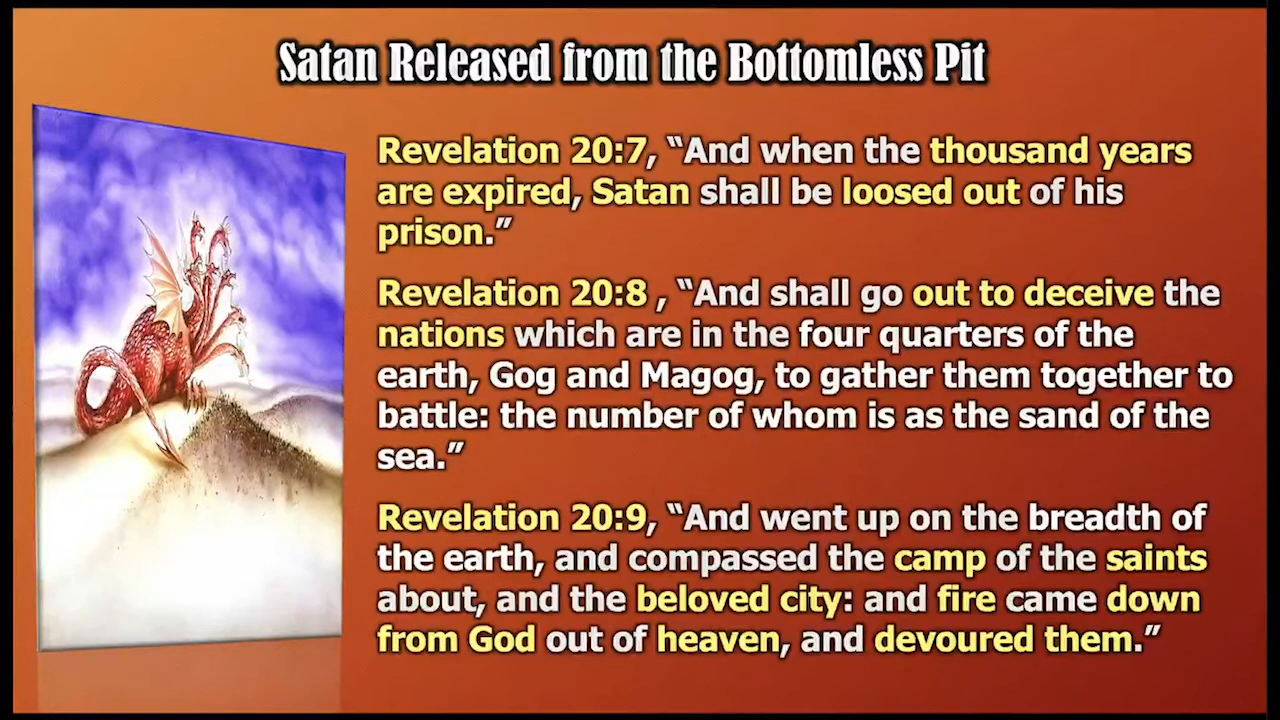 Satan Released from the Bottomless Pit
Revelation 20:7, “And when the thousand years
are expired, Satan shall be loosed out of his
prison.”
Revelation 20:8 , “And shall go out to deceive the
nations which are in the four quarters of the
earth, Gog and Magog, to gather them together to
battle: the number of whom is as the sand of the
sea.”
Revelation 20:9, “And went up on the breadth of
the earth, and compassed the camp of the saints
about, and the beloved city: and fire came down
from God out of heaven, and devoured them.”